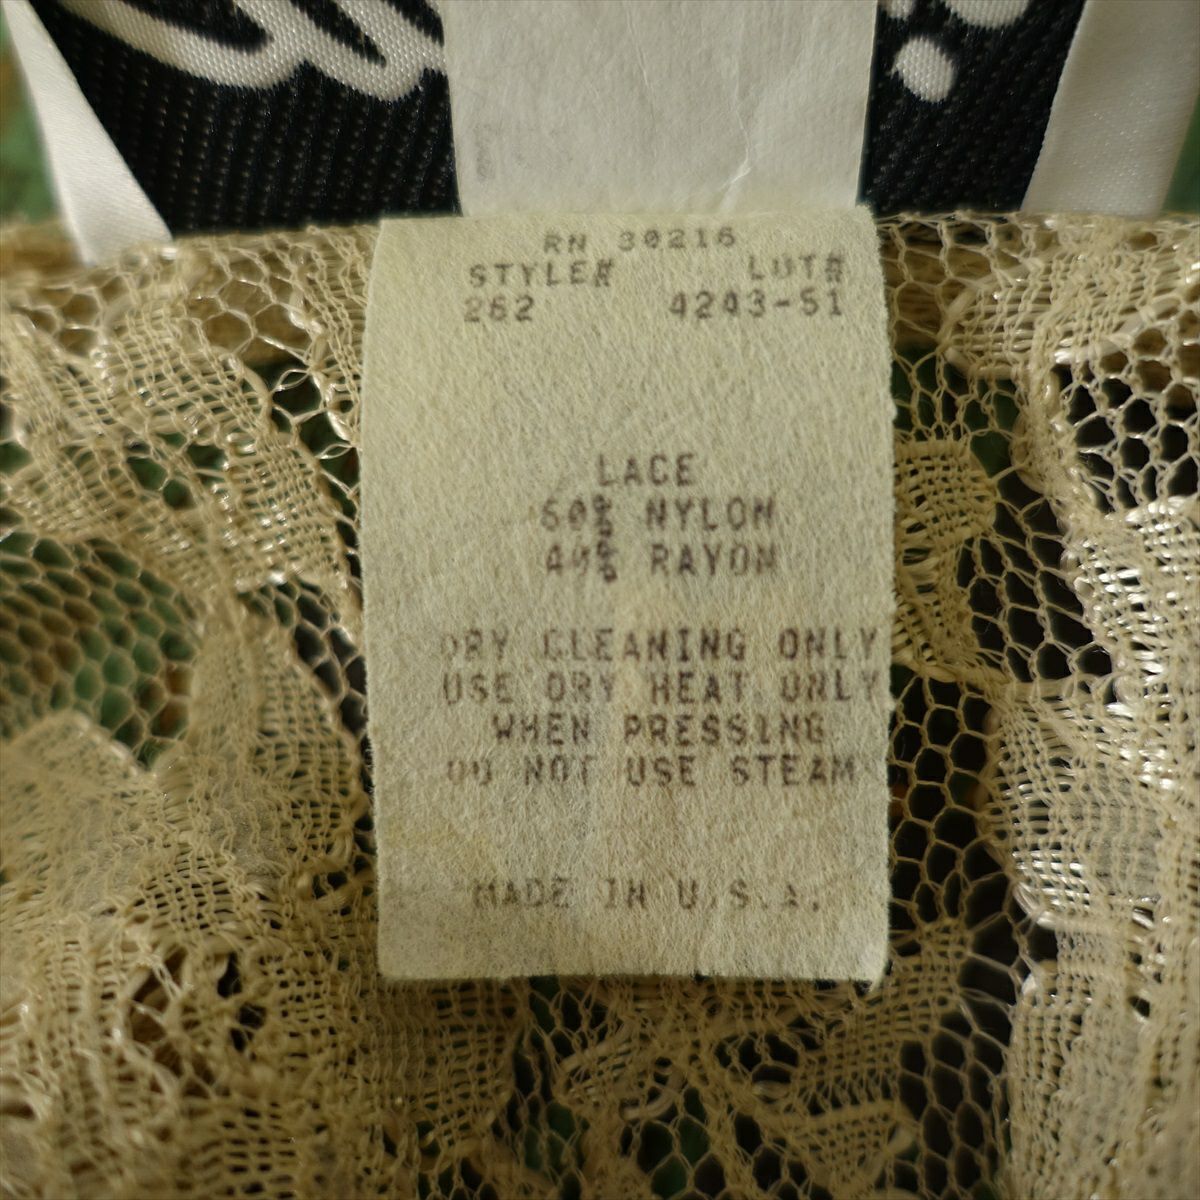 RN 30216
STYLE# LOT#
262 4243-51
LACE
60% NYLON
40% RAYON
DRY CLEANING ONLY
USE DRY HEAT ONLY
WHEN PRESSING
DO NOT USE STEAM
MADE IN U.S.A.